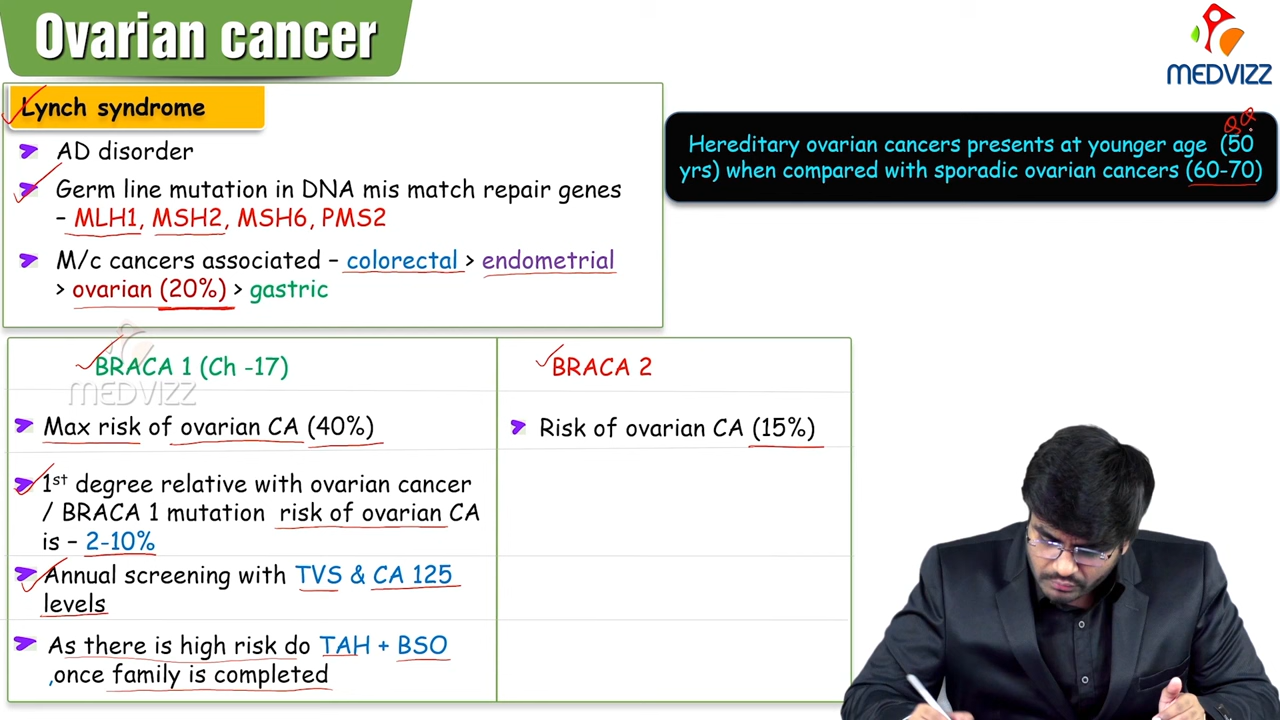 Ovarian cancer
MEDVIZZ
Lynch syndrome
AD disorder
Germ line mutation in DNA mis match repair genes
– MLH1, MSH2, MSH6, PMS2
M/c cancers associated – colorectal > endometrial
> ovarian (20%) > gastric
Hereditary ovarian cancers presents at younger age (50
yrs) when compared with sporadic ovarian cancers (60-70)
BRACA 1 (Ch -17)
MEDVIZZ
Max risk of ovarian CA (40%)
1st degree relative with ovarian cancer
/ BRACA 1 mutation risk of ovarian CA
is – 2-10%
Annual screening with TVS & CA 125
levels
As there is high risk do TAH + BSO
,once family is completed
BRACA 2
Risk of ovarian CA (15%)